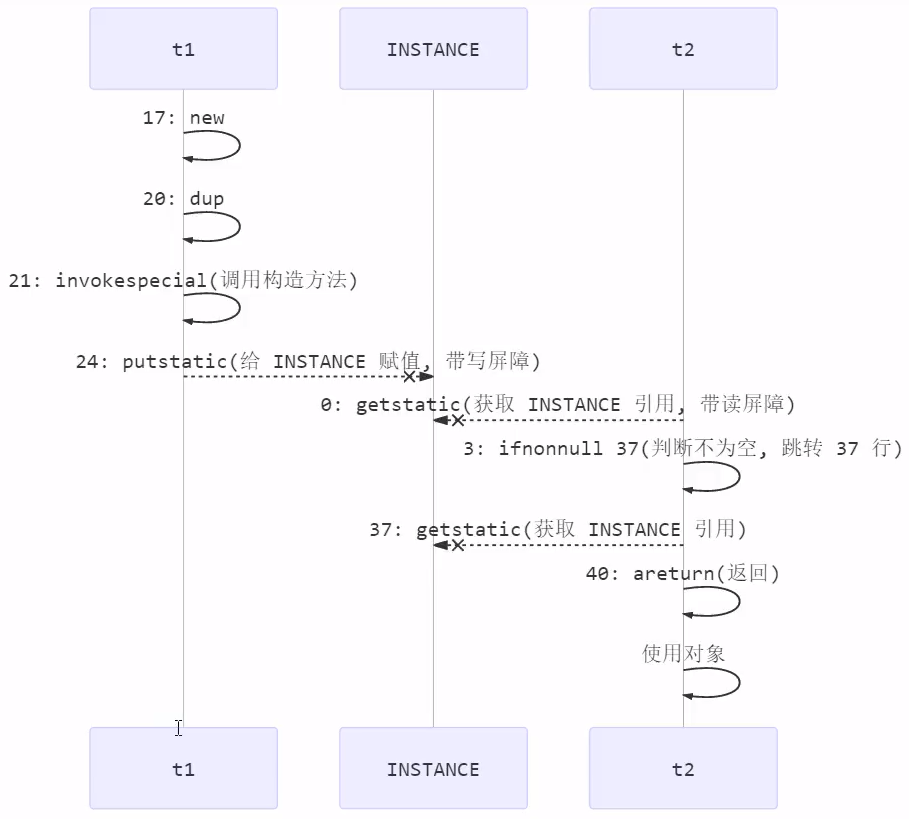 t1
INSTANCE
t2
17: new
20: dup
21: invokespecial(调用构造方法)
24: putstatic(给 INSTANCE 赋值, 带写屏障)
0: getstatic(获取 INSTANCE 引用, 带读屏障)
3: ifnonnull 37(判断不为空, 跳转 37 行)
37: getstatic(获取 INSTANCE 引用)
40: areturn(返回)
使用对象
t1
INSTANCE
t2